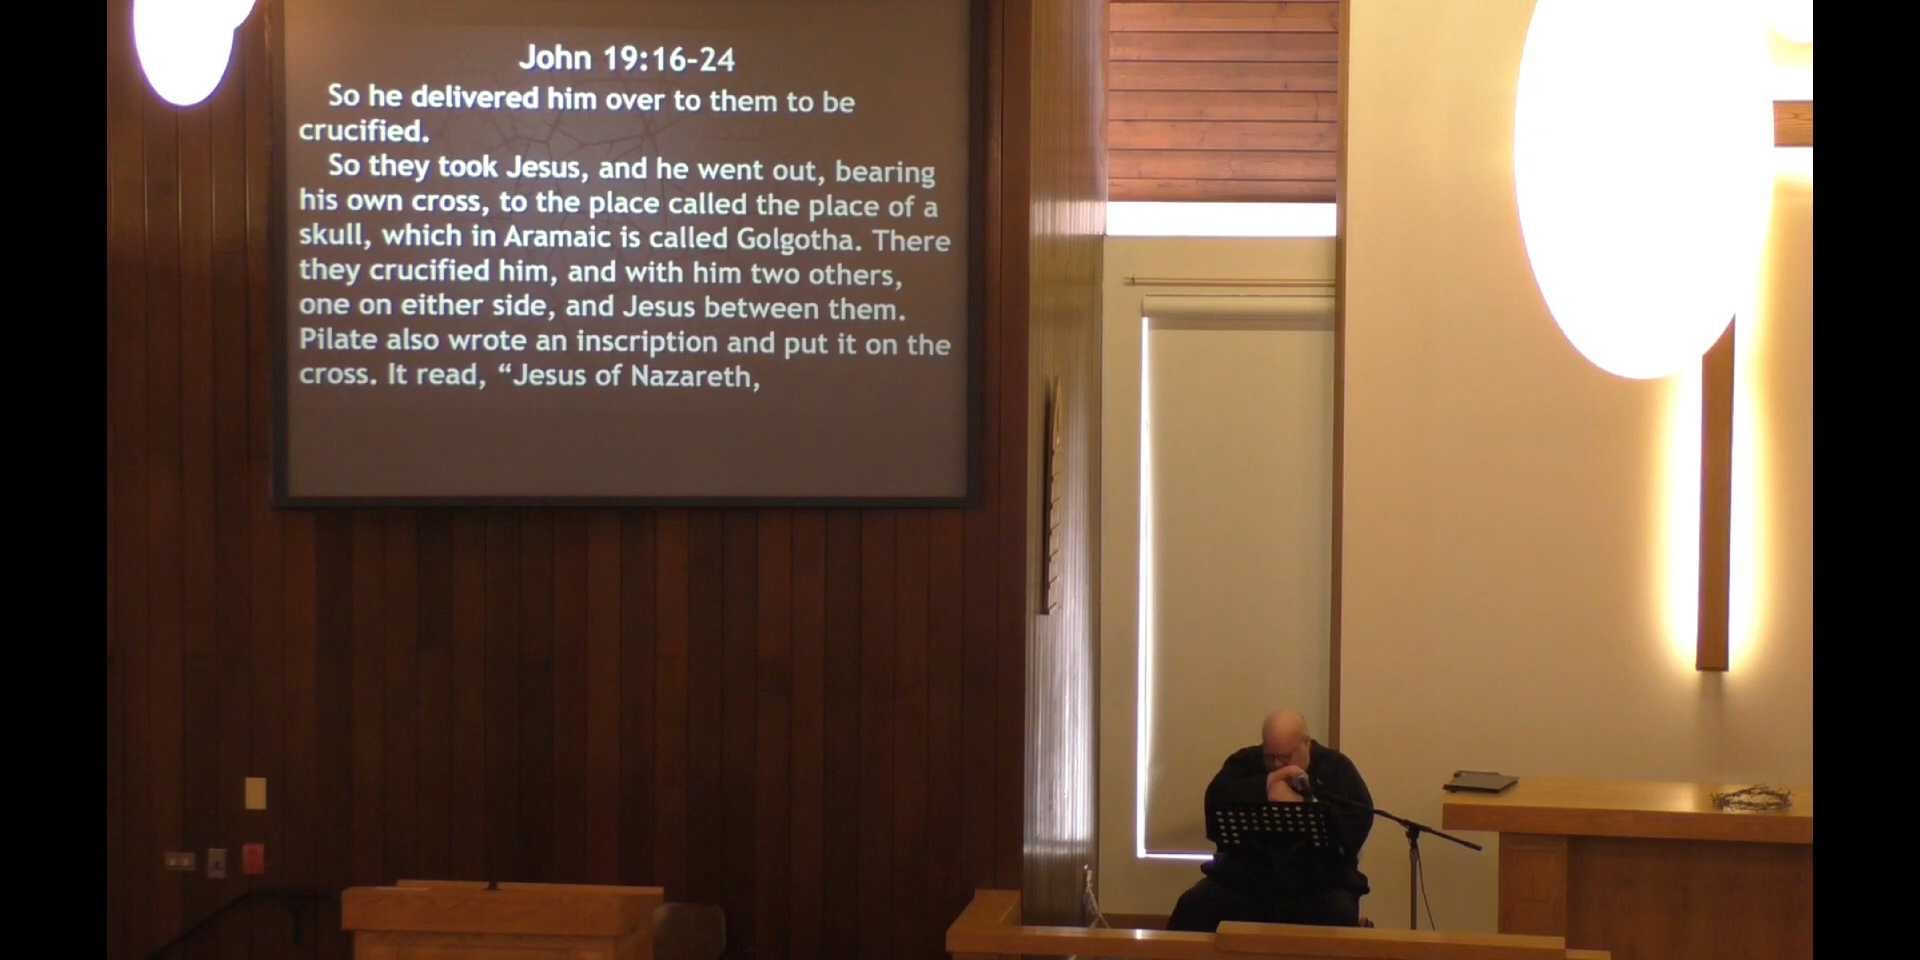 John 19:16-24
So he delivered him over to them to be
crucified.
So they took Jesus, and he went out, bearing
his own cross, to the place called the place of a
skull, which in Aramaic is called Golgotha. There
they crucified him, and with him two others,
one on either side, and Jesus between them.
Pilate also wrote an inscription and put it on the
cross. It read, “Jesus of Nazareth,